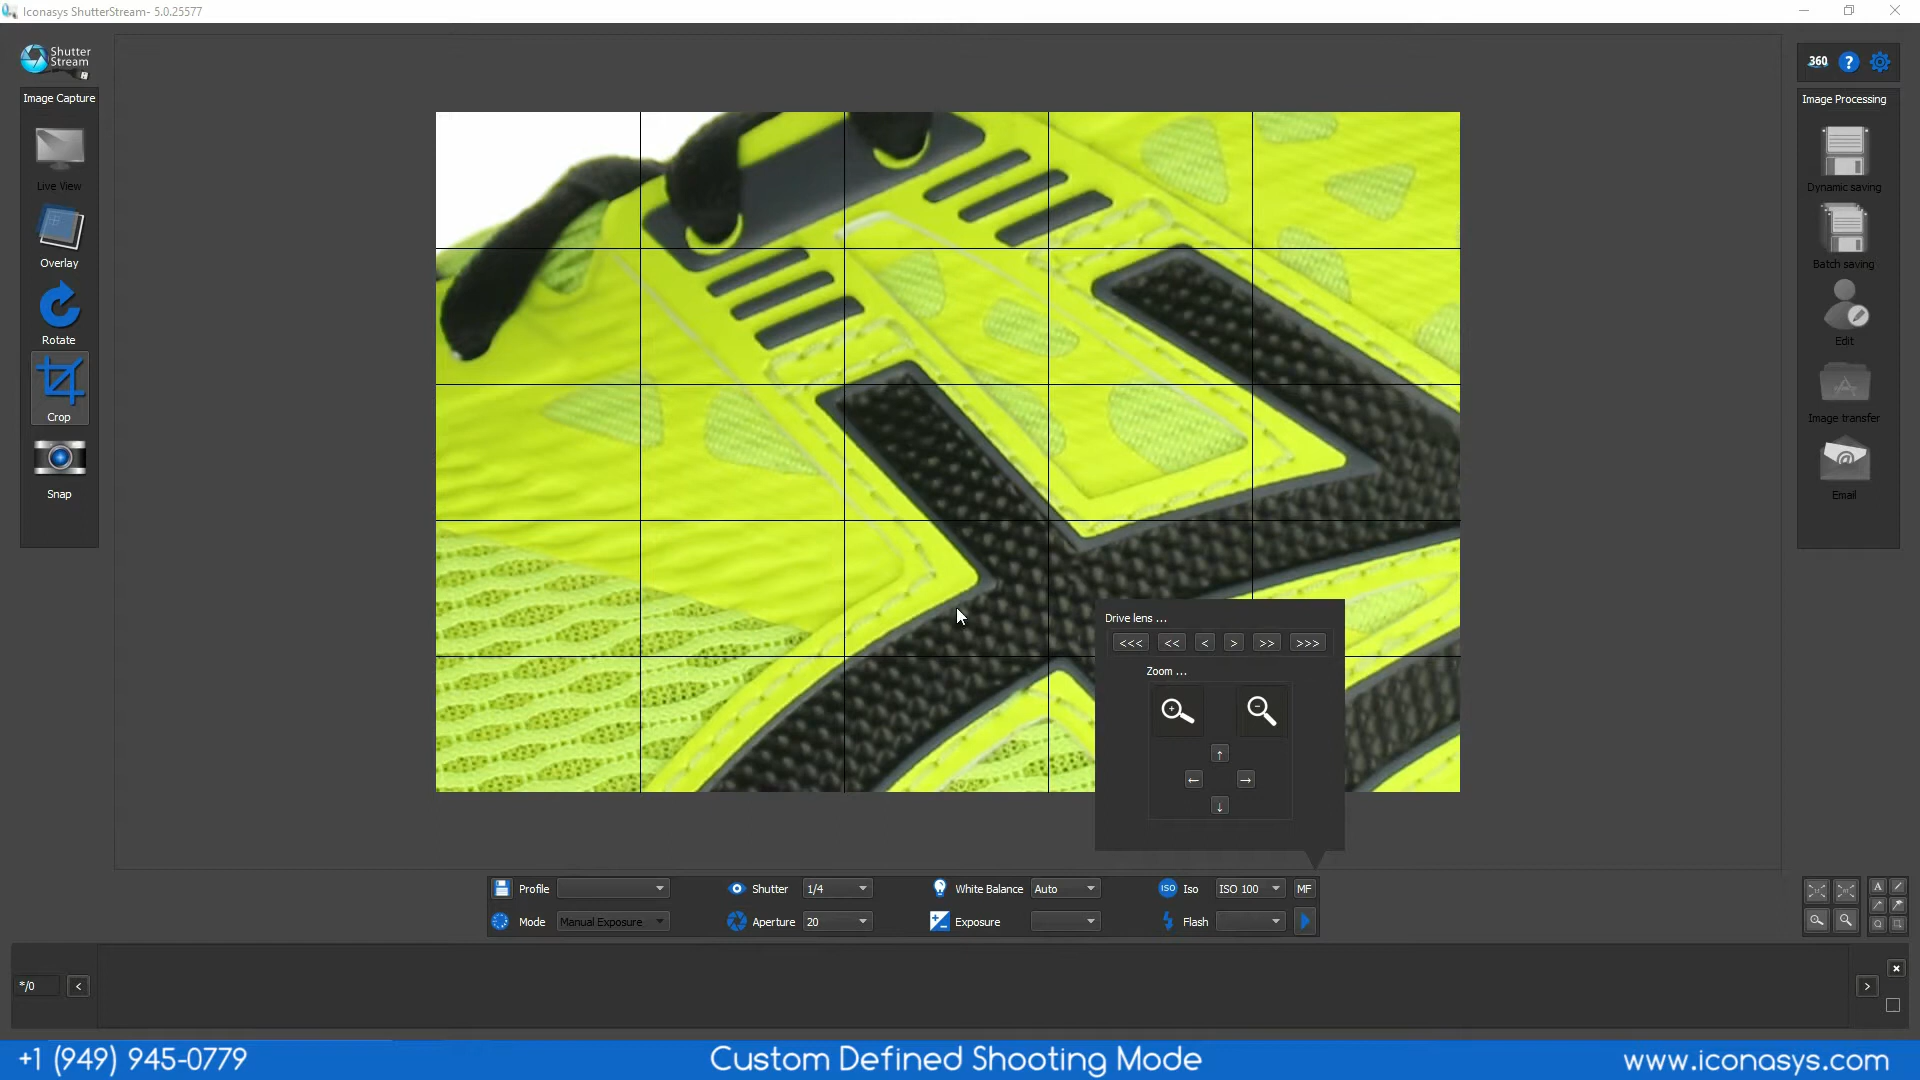 Iconasys ShutterStream- 5.0.25577
Shutter
Stream
Image Capture
Live View
Overlay
Rotate
Crop
Snap
360
?
Image Processing
Dynamic saving
Batch saving
Edit
Image transfer
@
Email
Drive lens ...
<<< << < > >> >>>
Zoom ...
↑
← →
↓
Profile
Shutter 1/4
White Balance Auto
ISO Iso ISO 100 MF
Mode Manual Exposure
Aperture 20
Exposure
Flash
A
*/0 <
>
+1 (949) 945-0779
Custom Defined Shooting Mode
www.iconasys.com